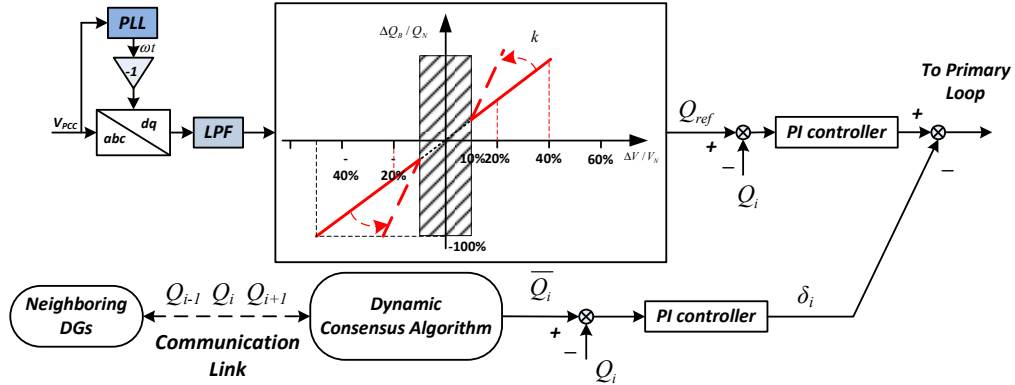 PLL
ωt
-1
V_PCC
abc
dq
LPF
ΔQ_B / Q_N
k
- 40%
- 20%
10%
20%
40%
60%
ΔV / V_N
-100%
Q_ref
+
−
Q_i
PI controller
+
−
To Primary
Loop
Neighboring
DGs
Q_{i-1} Q_i Q_{i+1}
Communication
Link
Dynamic
Consensus Algorithm
Q̅_i
+
−
Q_i
PI controller
δ_i